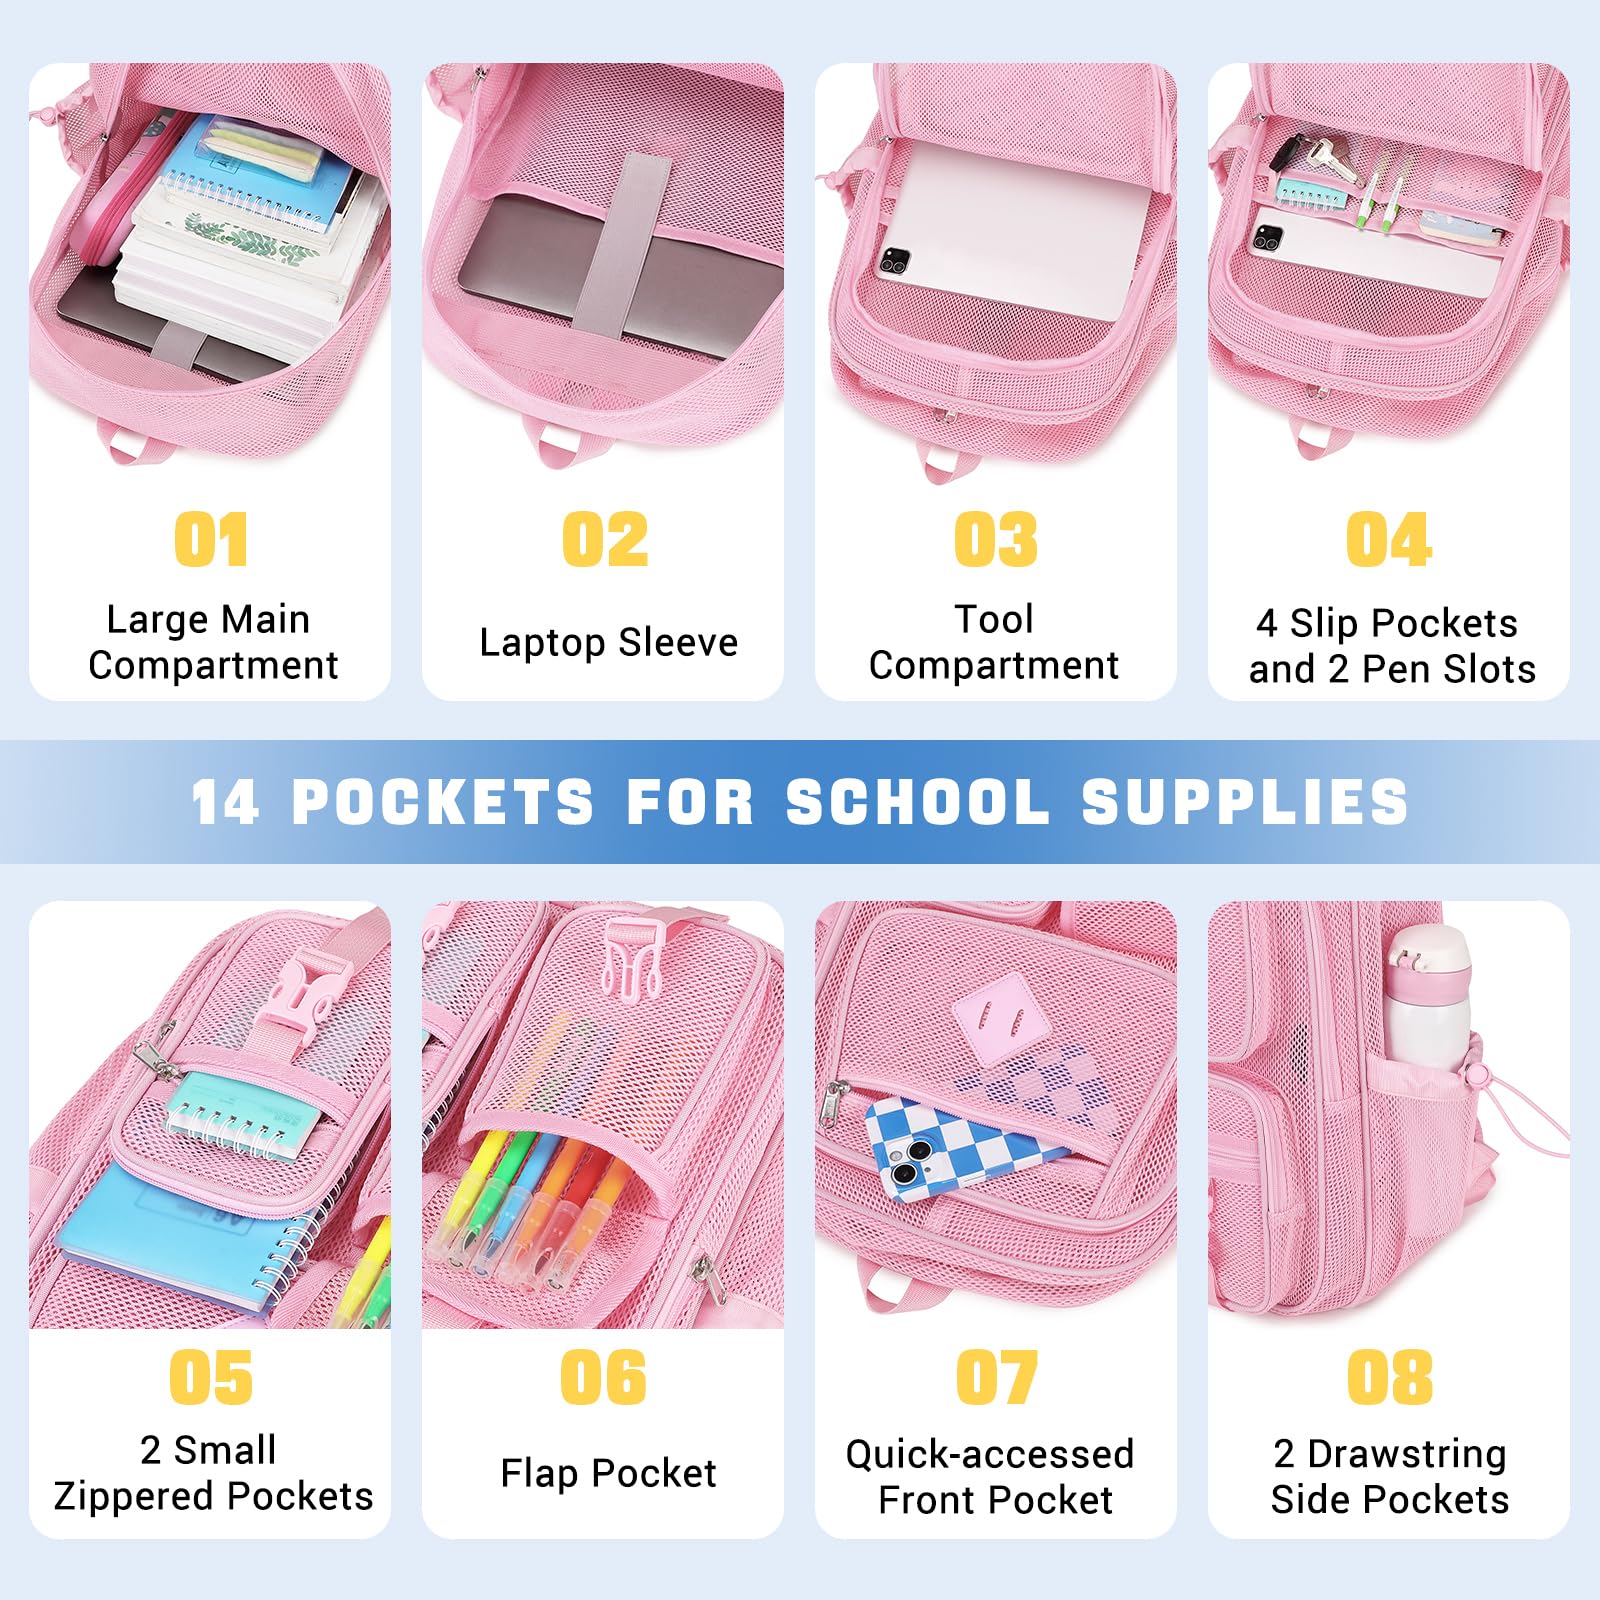 01
Large Main
Compartment
02
Laptop Sleeve
03
Tool
Compartment
04
4 Slip Pockets
and 2 Pen Slots
14 POCKETS FOR SCHOOL SUPPLIES
05
2 Small
Zippered Pockets
06
Flap Pocket
07
Quick-accessed
Front Pocket
08
2 Drawstring
Side Pockets